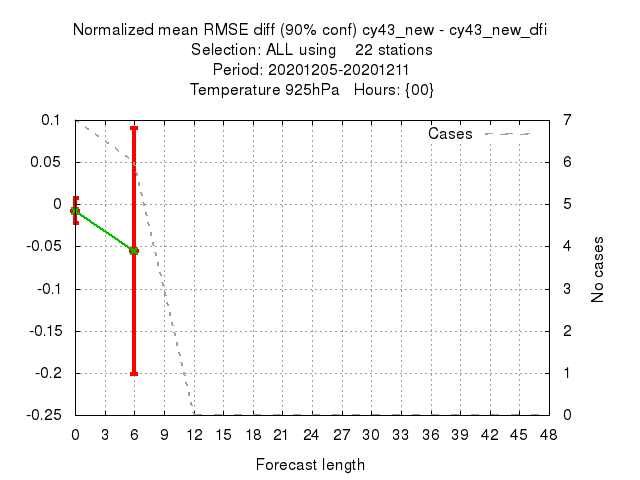 Normalized mean RMSE diff (90% conf) cy43_new - cy43_new_dfi
Selection: ALL using    22 stations
Period: 20201205-20201211
Temperature 925hPa   Hours: {00}
0.1
0.05
0
-0.05
-0.1
-0.15
-0.2
-0.25
Cases
7
6
5
4
3
2
1
0
No cases
0 3 6 9 12 15 18 21 24 27 30 33 36 39 42 45 48
Forecast length